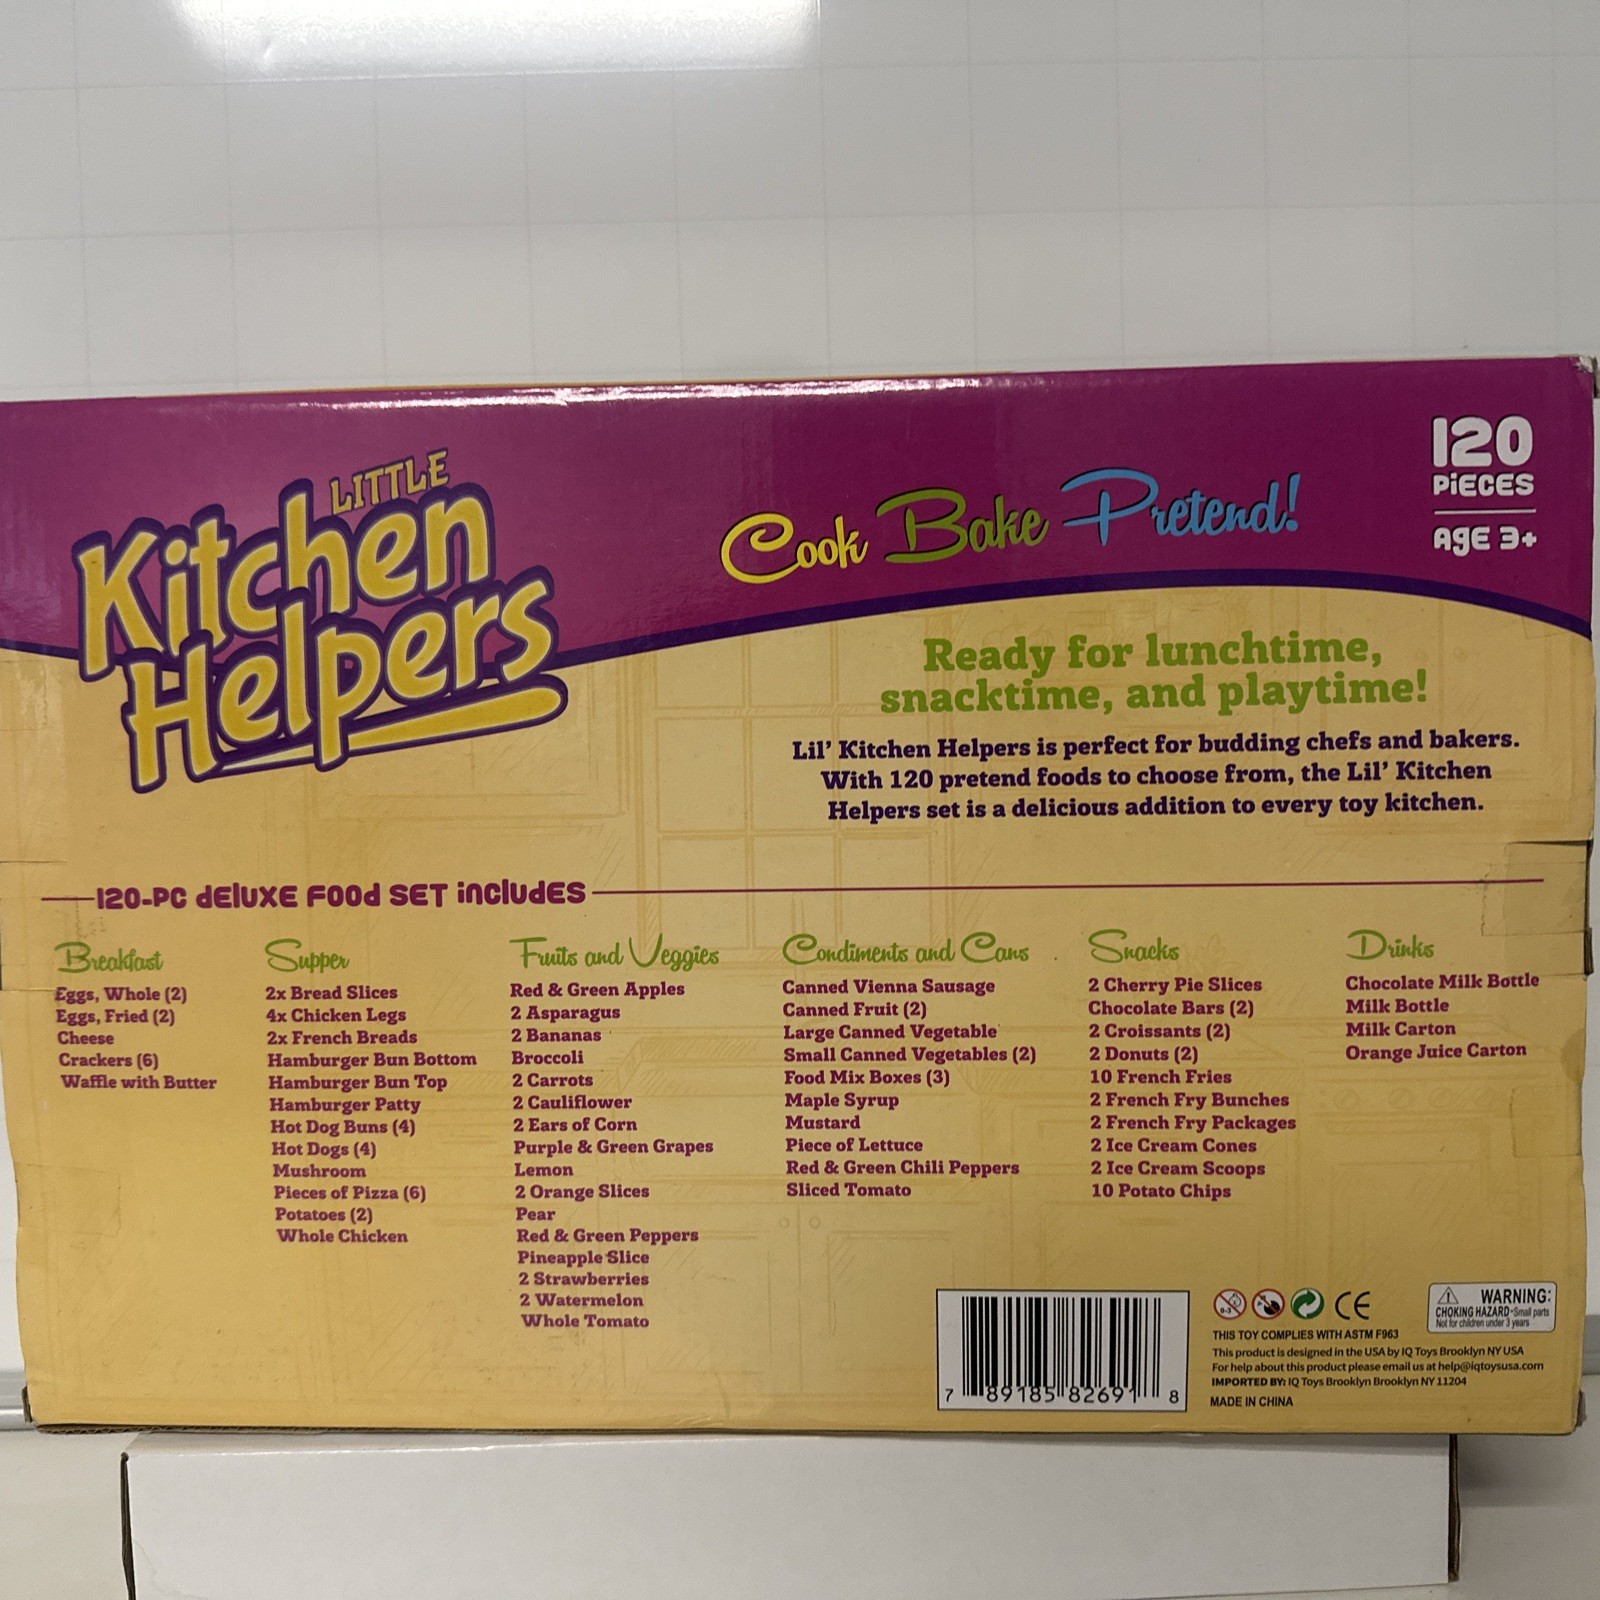 LITTLE
Kitchen
Helpers
Cook Bake Pretend!
120
PIECES
AGE 3+
Ready for lunchtime,
snacktime, and playtime!
Lil' Kitchen Helpers is perfect for budding chefs and bakers.
With 120 pretend foods to choose from, the Lil' Kitchen
Helpers set is a delicious addition to every toy kitchen.
120-PC DELUXE FOOD SET INCLUDES
Breakfast
Eggs, Whole (2)
Eggs, Fried (2)
Cheese
Crackers (6)
Waffle with Butter
Supper
2x Bread Slices
4x Chicken Legs
2x French Breads
Hamburger Bun Bottom
Hamburger Bun Top
Hamburger Patty
Hot Dog Buns (4)
Hot Dogs (4)
Mushroom
Pieces of Pizza (6)
Potatoes (2)
Whole Chicken
Fruits and Veggies
Red & Green Apples
2 Asparagus
2 Bananas
Broccoli
2 Carrots
2 Cauliflower
2 Ears of Corn
Purple & Green Grapes
Lemon
2 Orange Slices
Pear
Red & Green Peppers
Pineapple Slice
2 Strawberries
2 Watermelon
Whole Tomato
Condiments and Cans
Canned Vienna Sausage
Canned Fruit (2)
Large Canned Vegetable
Small Canned Vegetables (2)
Food Mix Boxes (3)
Maple Syrup
Mustard
Piece of Lettuce
Red & Green Chili Peppers
Sliced Tomato
Snacks
2 Cherry Pie Slices
Chocolate Bars (2)
2 Croissants (2)
2 Donuts (2)
10 French Fries
2 French Fry Bunches
2 French Fry Packages
2 Ice Cream Cones
2 Ice Cream Scoops
10 Potato Chips
Drinks
Chocolate Milk Bottle
Milk Bottle
Milk Carton
Orange Juice Carton
7 89185 82691 8
0-3
CE
WARNING:
CHOKING HAZARD-Small parts
Not for children under 3 years
THIS TOY COMPLIES WITH ASTM F963
This product is designed in the USA by IQ Toys Brooklyn NY USA
For help about this product please email us at help@iqtoysusa.com
IMPORTED BY: IQ Toys Brooklyn Brooklyn NY 11204
MADE IN CHINA